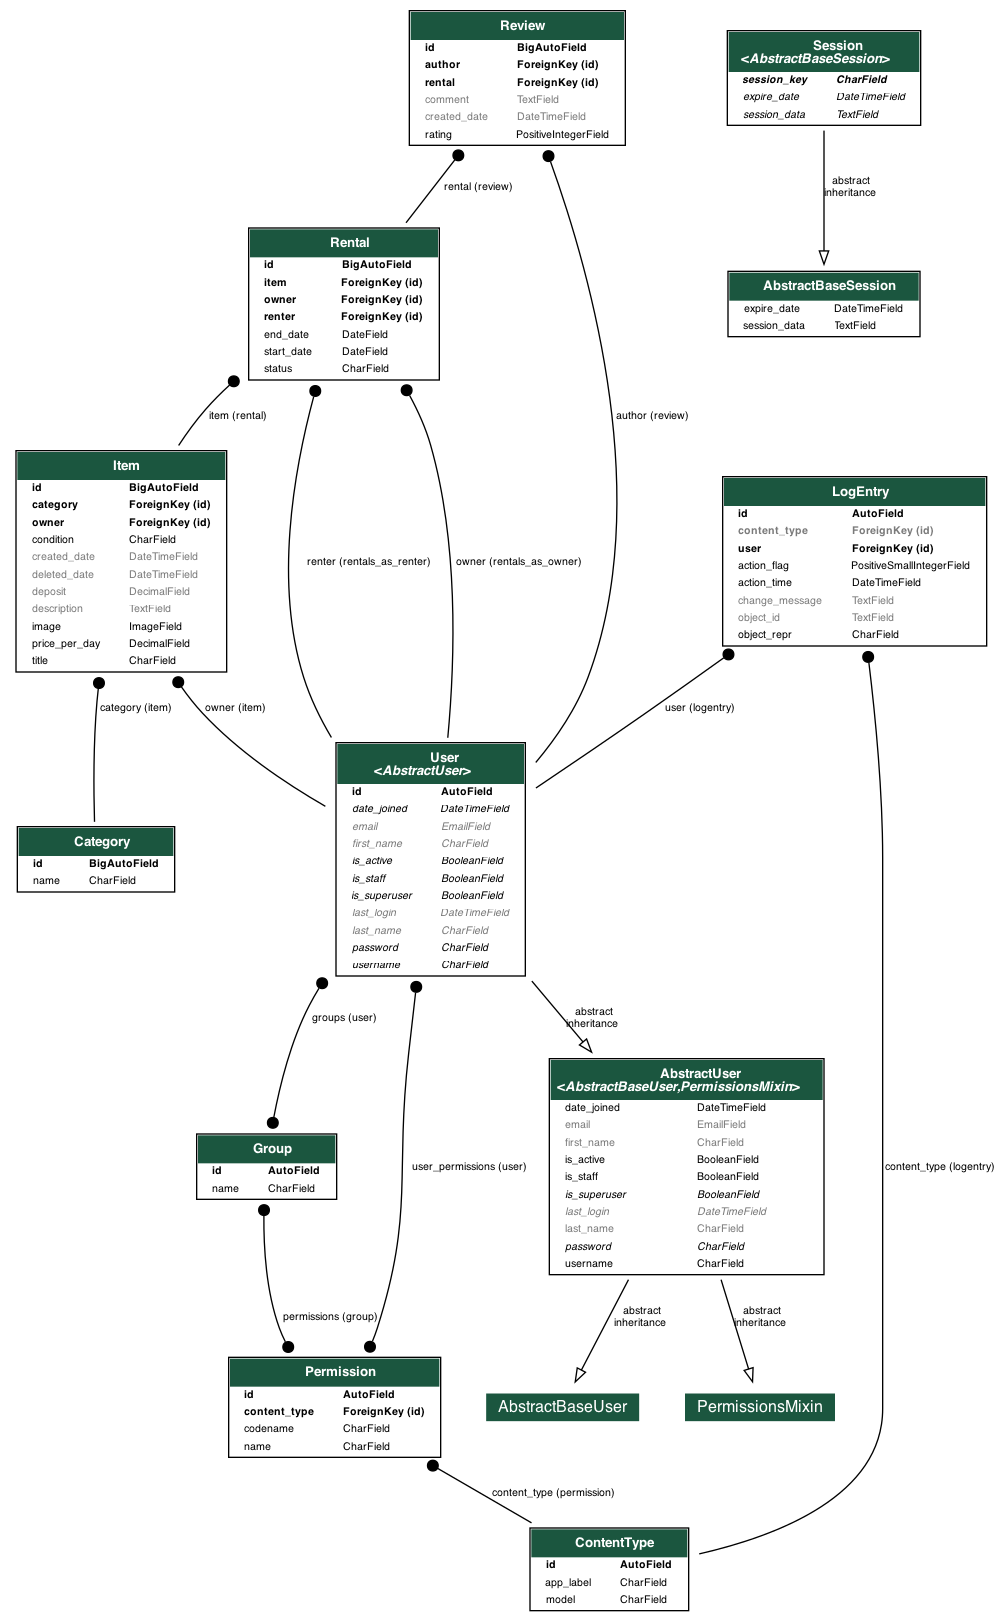 Review
id BigAutoField
author ForeignKey (id)
rental ForeignKey (id)
comment TextField
created_date DateTimeField
rating PositiveIntegerField
Session
<AbstractBaseSession>
session_key CharField
expire_date DateTimeField
session_data TextField
rental (review)
abstract
inheritance
Rental
id BigAutoField
item ForeignKey (id)
owner ForeignKey (id)
renter ForeignKey (id)
end_date DateField
start_date DateField
status CharField
AbstractBaseSession
expire_date DateTimeField
session_data TextField
item (rental)
author (review)
Item
id BigAutoField
category ForeignKey (id)
owner ForeignKey (id)
condition CharField
created_date DateTimeField
deleted_date DateTimeField
deposit DecimalField
description TextField
image ImageField
price_per_day DecimalField
title CharField
renter (rentals_as_renter)
owner (rentals_as_owner)
LogEntry
id AutoField
content_type ForeignKey (id)
user ForeignKey (id)
action_flag PositiveSmallIntegerField
action_time DateTimeField
change_message TextField
object_id TextField
object_repr CharField
category (item)
owner (item)
user (logentry)
User
<AbstractUser>
id AutoField
date_joined DateTimeField
email EmailField
first_name CharField
is_active BooleanField
is_staff BooleanField
is_superuser BooleanField
last_login DateTimeField
last_name CharField
password CharField
username CharField
Category
id BigAutoField
name CharField
groups (user)
abstract
inheritance
AbstractUser
<AbstractBaseUser,PermissionsMixin>
date_joined DateTimeField
email EmailField
first_name CharField
is_active BooleanField
is_staff BooleanField
is_superuser BooleanField
last_login DateTimeField
last_name CharField
password CharField
username CharField
Group
id AutoField
name CharField
user_permissions (user)
content_type (logentry)
permissions (group)
abstract
inheritance
abstract
inheritance
Permission
id AutoField
content_type ForeignKey (id)
codename CharField
name CharField
AbstractBaseUser
PermissionsMixin
content_type (permission)
ContentType
id AutoField
app_label CharField
model CharField